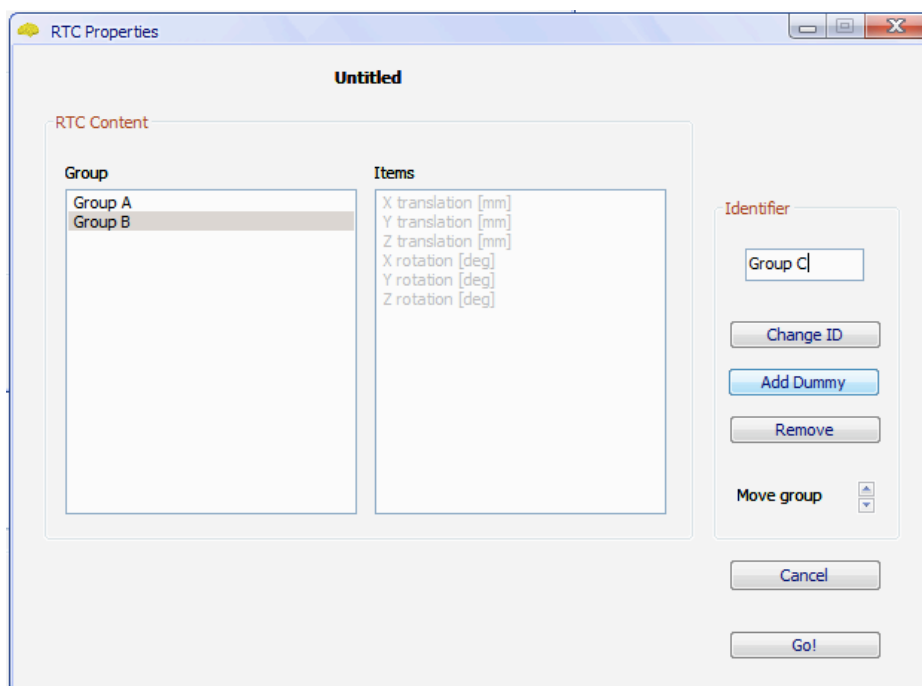 RTC Properties
Untitled
RTC Content
Group
Items
Group A
Group B
X translation [mm]
Y translation [mm]
Z translation [mm]
X rotation [deg]
Y rotation [deg]
Z rotation [deg]
Identifier
Group C
Change ID
Add Dummy
Remove
Move group
Cancel
Go!